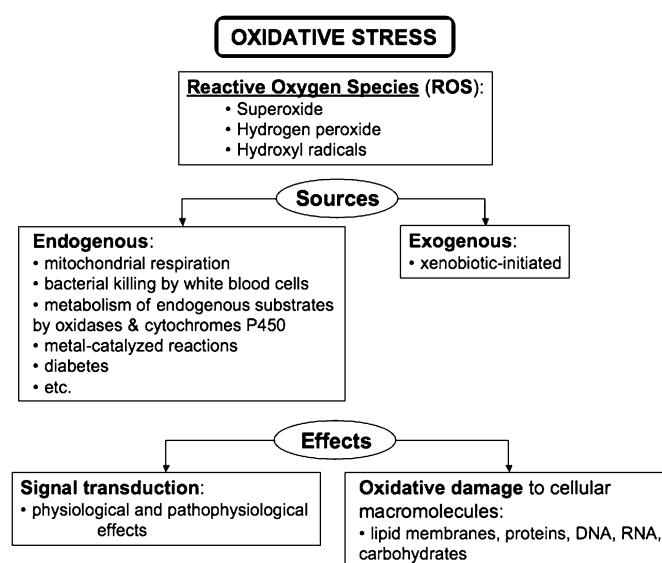 OXIDATIVE STRESS
Reactive Oxygen Species (ROS):
• Superoxide
• Hydrogen peroxide
• Hydroxyl radicals
Sources
Endogenous:
• mitochondrial respiration
• bacterial killing by white blood cells
• metabolism of endogenous substrates
by oxidases & cytochromes P450
• metal-catalyzed reactions
• diabetes
• etc.
Exogenous:
• xenobiotic-initiated
Effects
Signal transduction:
• physiological and pathophysiological
effects
Oxidative damage to cellular
macromolecules:
• lipid membranes, proteins, DNA, RNA,
carbohydrates